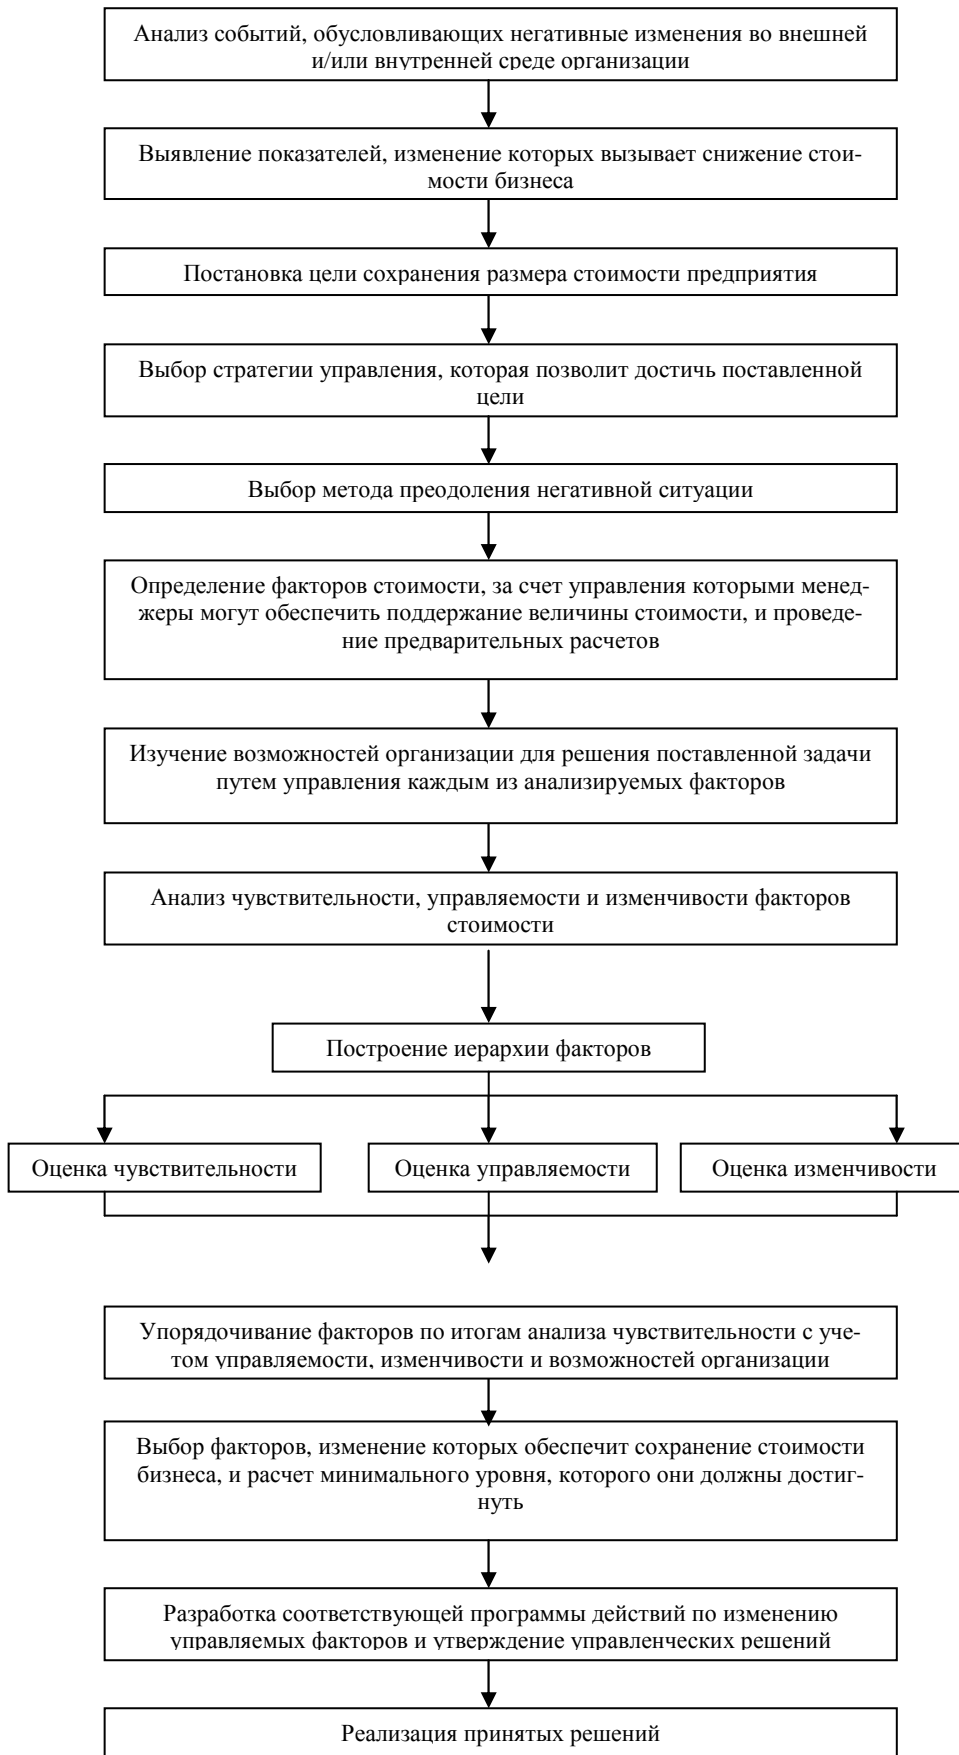 Анализ событий, обусловливающих негативные изменения во внешней
и/или внутренней среде организации
Выявление показателей, изменение которых вызывает снижение стои-
мости бизнеса
Постановка цели сохранения размера стоимости предприятия
Выбор стратегии управления, которая позволит достичь поставленной
цели
Выбор метода преодоления негативной ситуации
Определение факторов стоимости, за счет управления которыми менед-
жеры могут обеспечить поддержание величины стоимости, и проведе-
ние предварительных расчетов
Изучение возможностей организации для решения поставленной задачи
путем управления каждым из анализируемых факторов
Анализ чувствительности, управляемости и изменчивости факторов
стоимости
Построение иерархии факторов
Оценка чувствительности
Оценка управляемости
Оценка изменчивости
Упорядочивание факторов по итогам анализа чувствительности с уче-
том управляемости, изменчивости и возможностей организации
Выбор факторов, изменение которых обеспечит сохранение стоимости
бизнеса, и расчет минимального уровня, которого они должны достиг-
нуть
Разработка соответствующей программы действий по изменению
управляемых факторов и утверждение управленческих решений
Реализация принятых решений